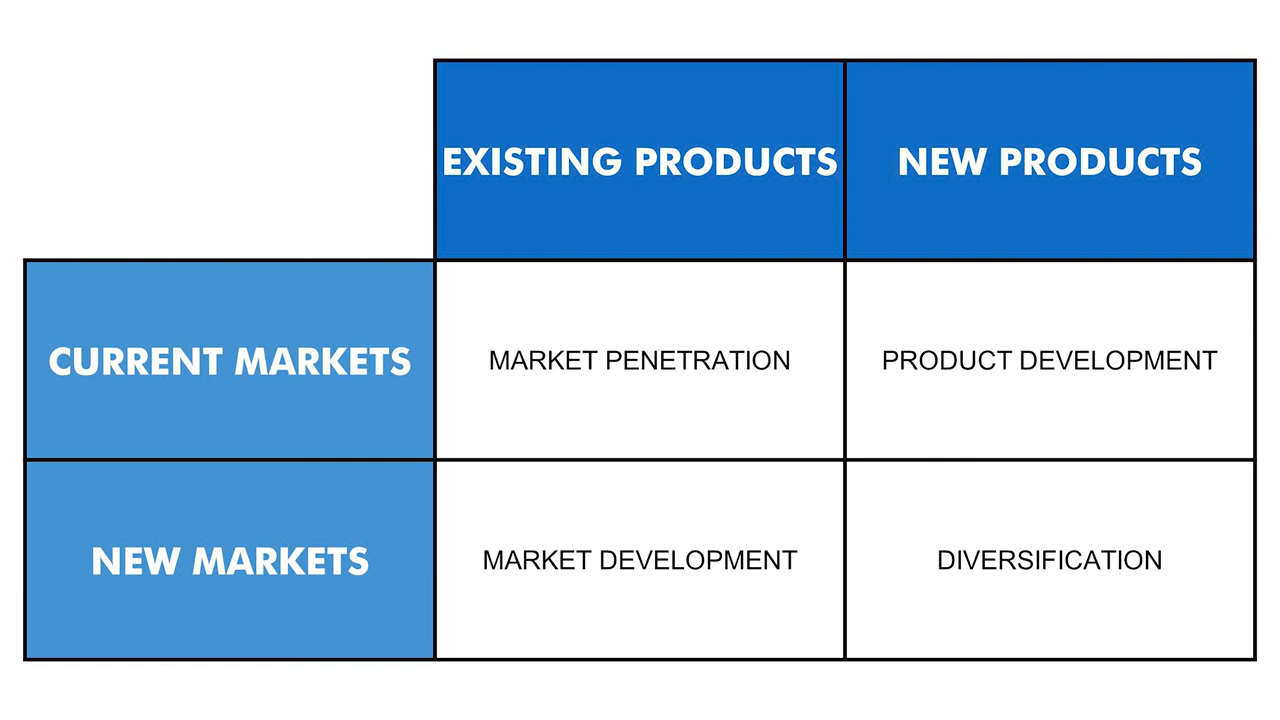 EXISTING PRODUCTS
NEW PRODUCTS
CURRENT MARKETS
MARKET PENETRATION
PRODUCT DEVELOPMENT
NEW MARKETS
MARKET DEVELOPMENT
DIVERSIFICATION